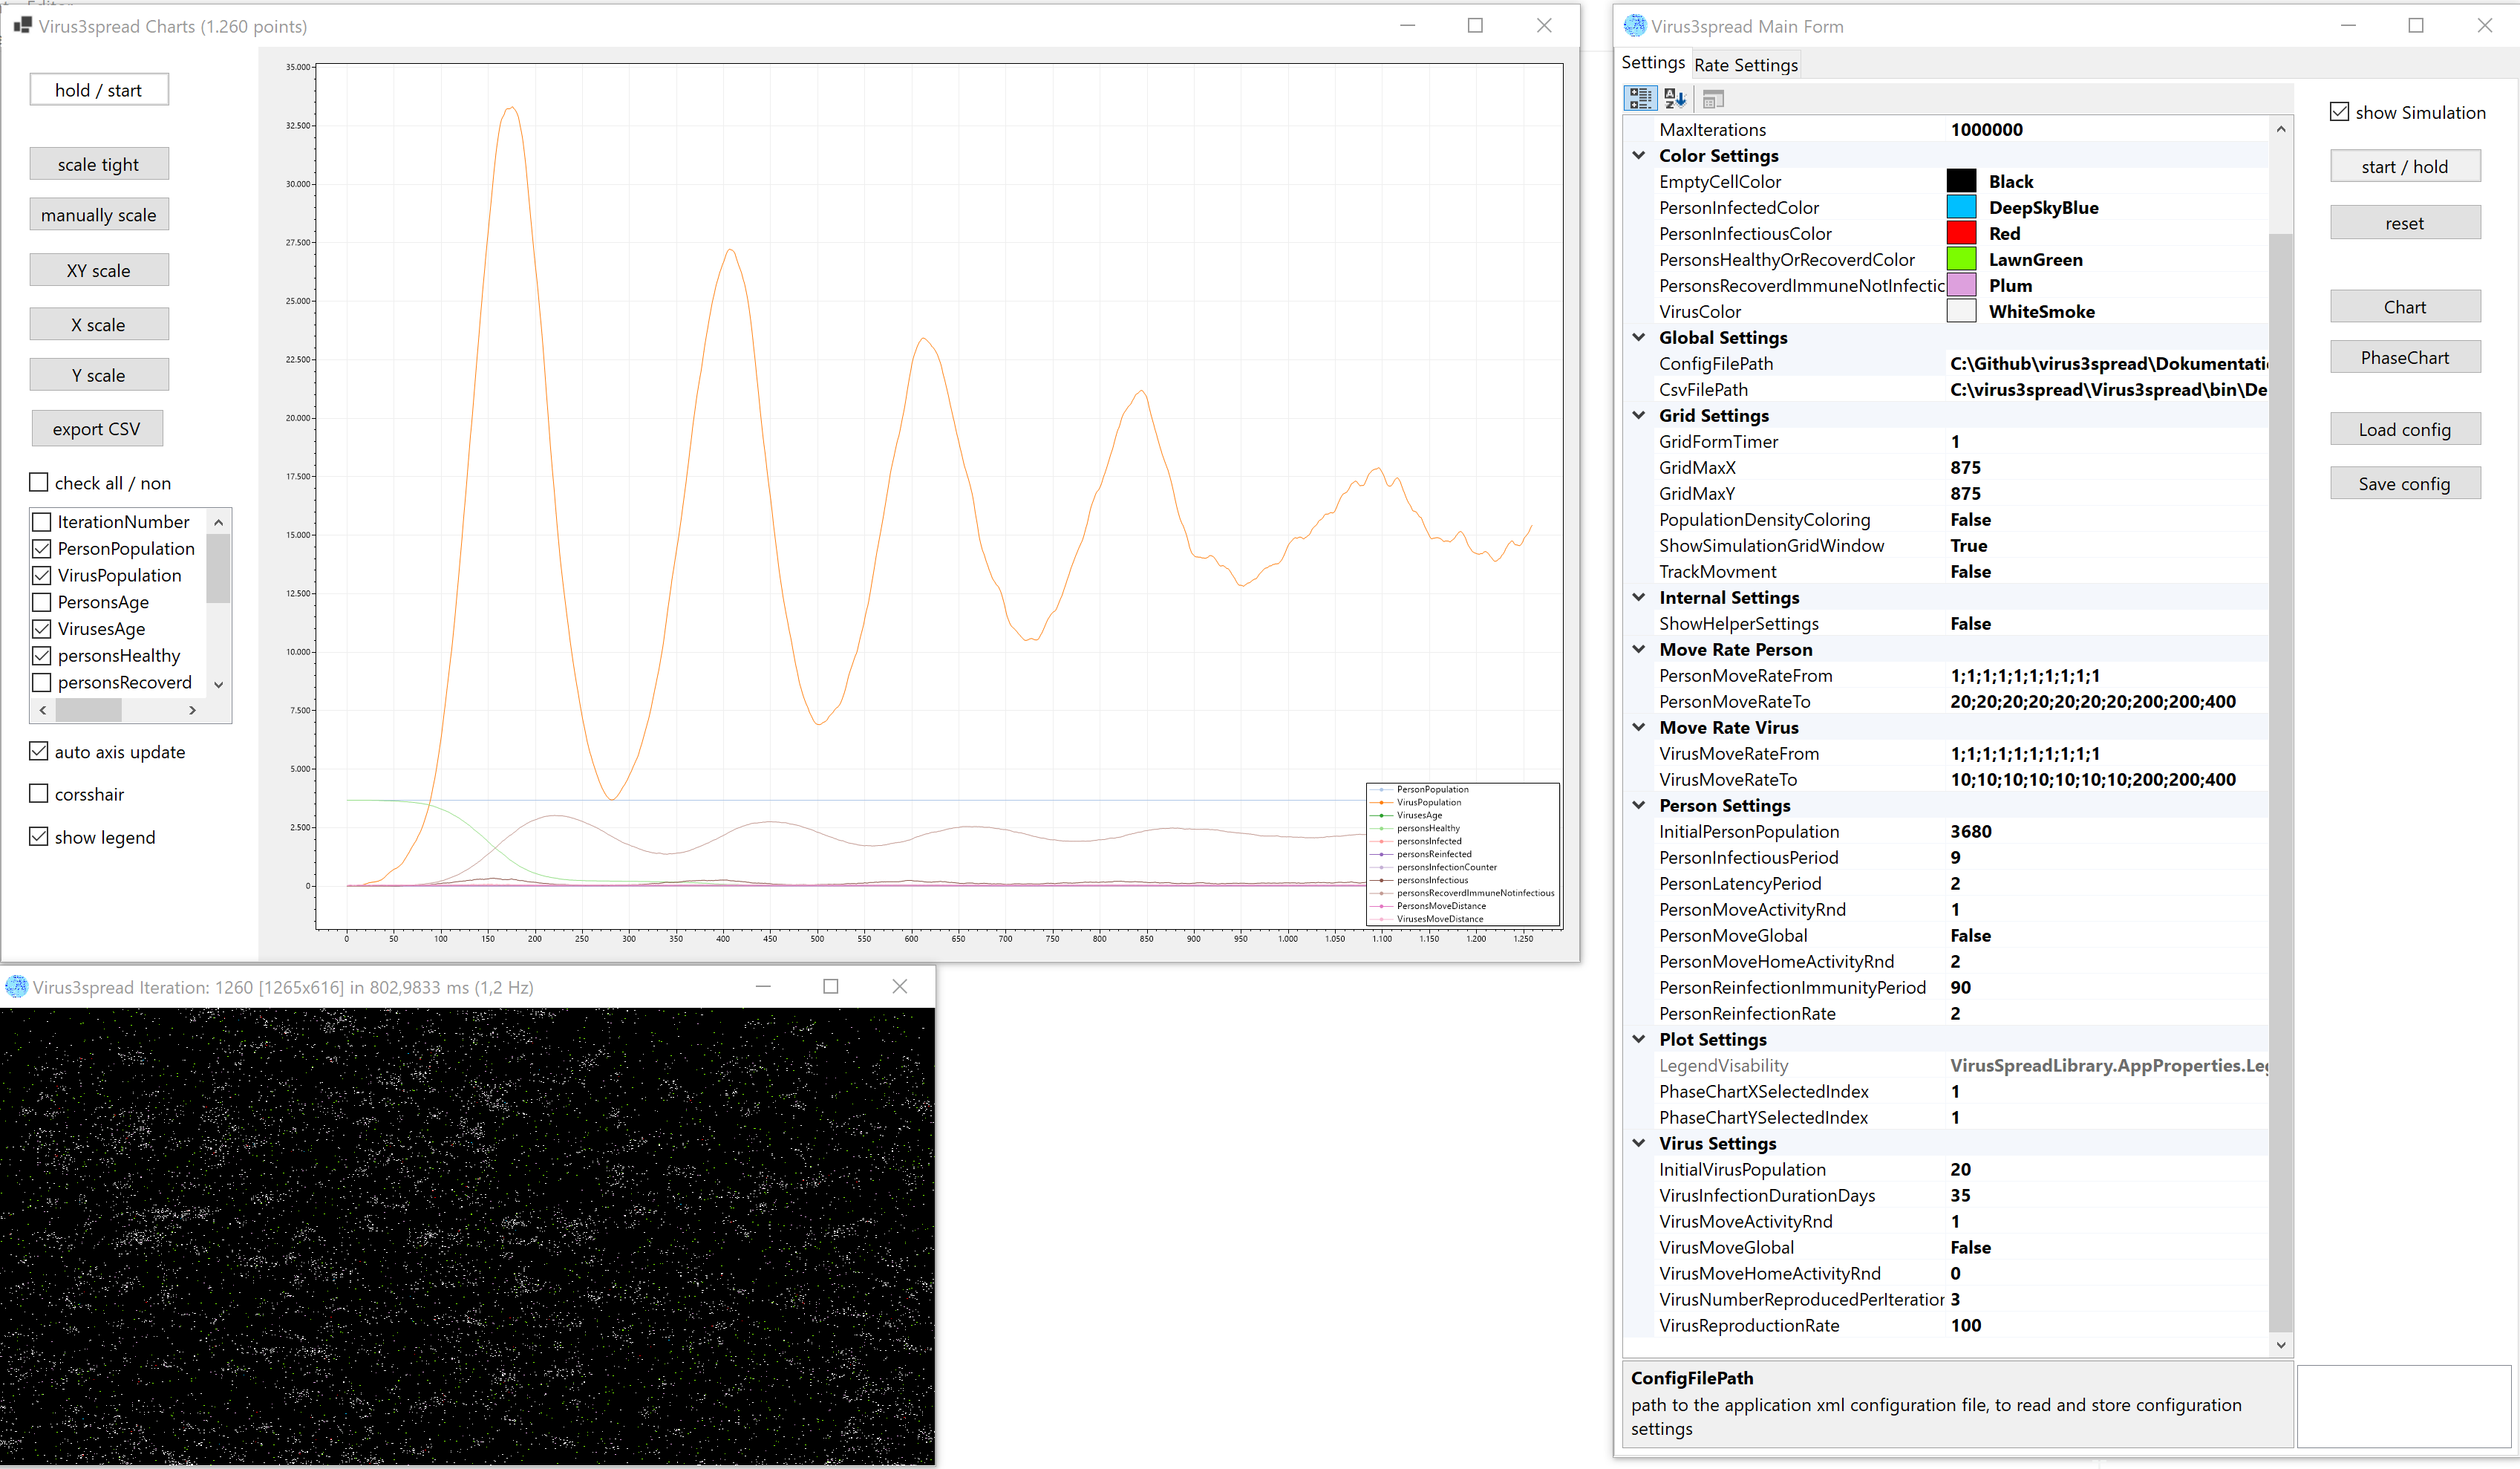 Virus3spread Charts (1.260 points)
hold / start
scale tight
manually scale
XY scale
X scale
Y scale
export CSV
check all / non
IterationNumber
PersonPopulation
VirusPopulation
PersonsAge
VirusesAge
personsHealthy
personsRecoverd
auto axis update
corsshair
show legend
35.000
32.500
30.000
27.500
25.000
22.500
20.000
17.500
15.000
12.500
10.000
7.500
5.000
2.500
0
0 50 100 150 200 250 300 350 400 450 500 550 600 650 700 750 800 850 900 950 1.000 1.050 1.100 1.150 1.200 1.250
PersonPopulation
VirusPopulation
VirusesAge
personsHealthy
personsInfected
personsReinfected
personsInfectionCounter
personsInfectious
personsRecoverdImmuneNotinfectious
PersonsMoveDistance
VirusesMoveDistance
Virus3spread Iteration: 1260 [1265x616] in 802,9833 ms (1,2 Hz)
Virus3spread Main Form
Settings Rate Settings
MaxIterations 1000000
Color Settings
EmptyCellColor Black
PersonInfectedColor DeepSkyBlue
PersonInfectiousColor Red
PersonsHealthyOrRecoverdColor LawnGreen
PersonsRecoverdImmuneNotInfectic Plum
VirusColor WhiteSmoke
Global Settings
ConfigFilePath C:\Github\virus3spread\Dokumentati
CsvFilePath C:\virus3spread\Virus3spread\bin\De
Grid Settings
GridFormTimer 1
GridMaxX 875
GridMaxY 875
PopulationDensityColoring False
ShowSimulationGridWindow True
TrackMovment False
Internal Settings
ShowHelperSettings False
Move Rate Person
PersonMoveRateFrom 1;1;1;1;1;1;1;1;1;1
PersonMoveRateTo 20;20;20;20;20;20;20;200;200;400
Move Rate Virus
VirusMoveRateFrom 1;1;1;1;1;1;1;1;1;1
VirusMoveRateTo 10;10;10;10;10;10;10;200;200;400
Person Settings
InitialPersonPopulation 3680
PersonInfectiousPeriod 9
PersonLatencyPeriod 2
PersonMoveActivityRnd 1
PersonMoveGlobal False
PersonMoveHomeActivityRnd 2
PersonReinfectionImmunityPeriod 90
PersonReinfectionRate 2
Plot Settings
LegendVisability VirusSpreadLibrary.AppProperties.Leg
PhaseChartXSelectedIndex 1
PhaseChartYSelectedIndex 1
Virus Settings
InitialVirusPopulation 20
VirusInfectionDurationDays 35
VirusMoveActivityRnd 1
VirusMoveGlobal False
VirusMoveHomeActivityRnd 0
VirusNumberReproducedPerIteration 3
VirusReproductionRate 100
ConfigFilePath
path to the application xml configuration file, to read and store configuration
settings
show Simulation
start / hold
reset
Chart
PhaseChart
Load config
Save config